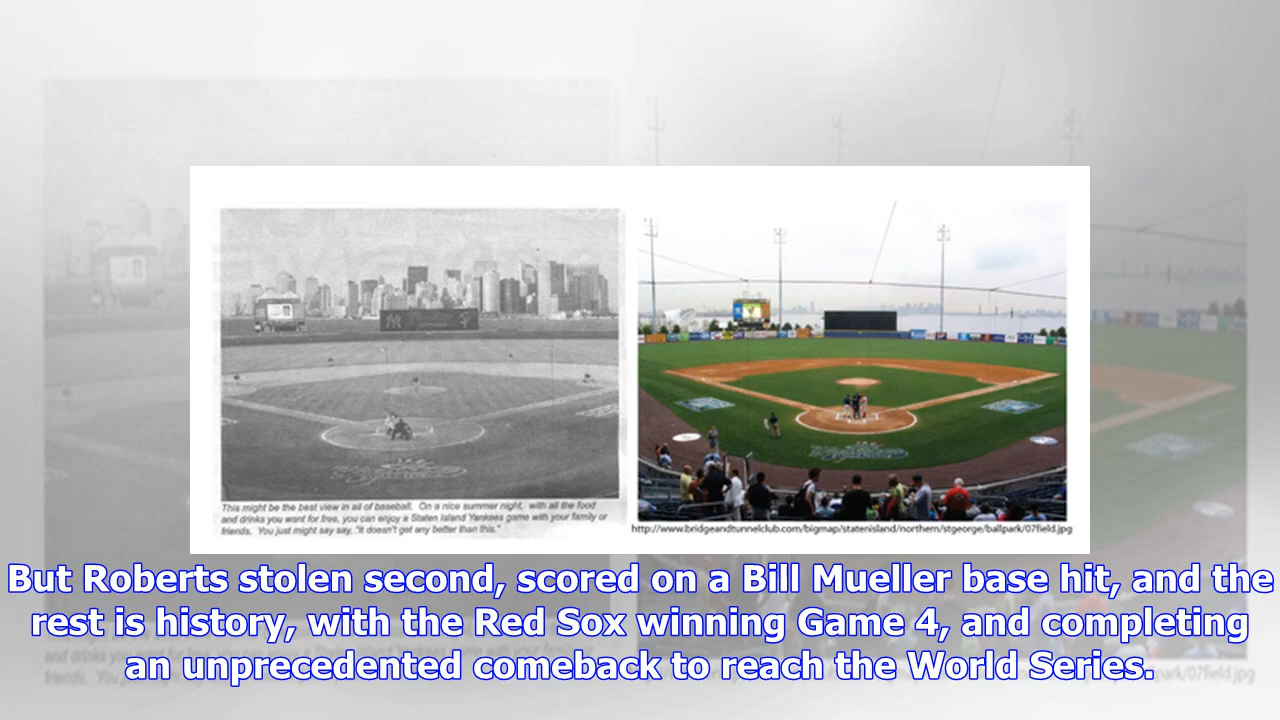 This might be the best view in all of baseball. On a nice summer night, with all the food
and drinks you want for free, you can enjoy a Staten Island Yankees game with your family or
friends. You just might say say, "It doesn't get any better than this."
http://www.bridgeandtunnelclub.com/bigmap/statenisland/northern/stgeorge/ballpark/07field.jpg
But Roberts stolen second, scored on a Bill Mueller base hit, and the
rest is history, with the Red Sox winning Game 4, and completing
an unprecedented comeback to reach the World Series.